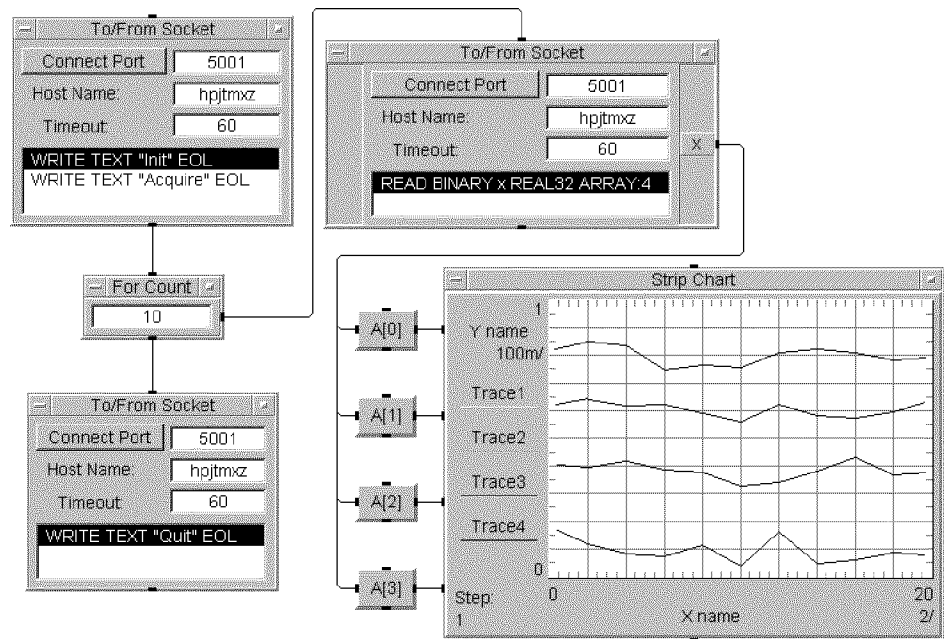 To/From Socket
Connect Port 5001
Host Name: hpjtmxz
Timeout: 60
WRITE TEXT "Init" EOL
WRITE TEXT "Acquire" EOL
For Count
10
To/From Socket
Connect Port 5001
Host Name: hpjtmxz
Timeout: 60
WRITE TEXT "Quit" EOL
To/From Socket
Connect Port 5001
Host Name: hpjtmxz
Timeout: 60
X
READ BINARY x REAL32 ARRAY:4
A[0]
A[1]
A[2]
A[3]
Strip Chart
1
Y name
100m/
Trace1
Trace2
Trace3
Trace4
0
Step:
1
0 20
X name 2/